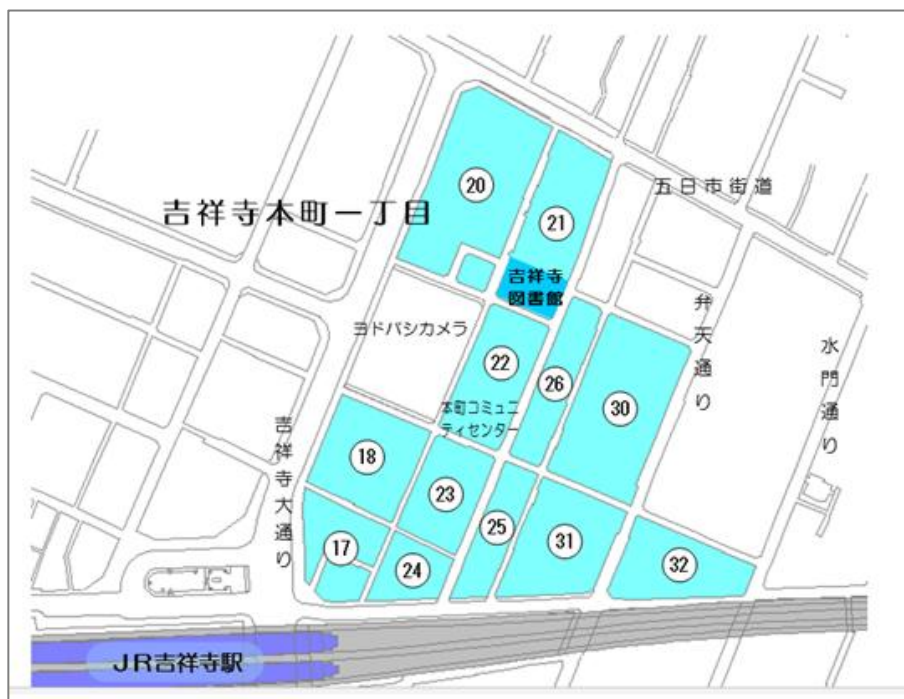 20
21
五日市街道
吉祥寺本町一丁目
吉祥寺
図書館
ヨドバシカメラ
弁天通り
水門通り
22
26
30
本町コミュニ
ティセンター
吉祥寺大通り
18
23
25
31
17
24
32
JR吉祥寺駅